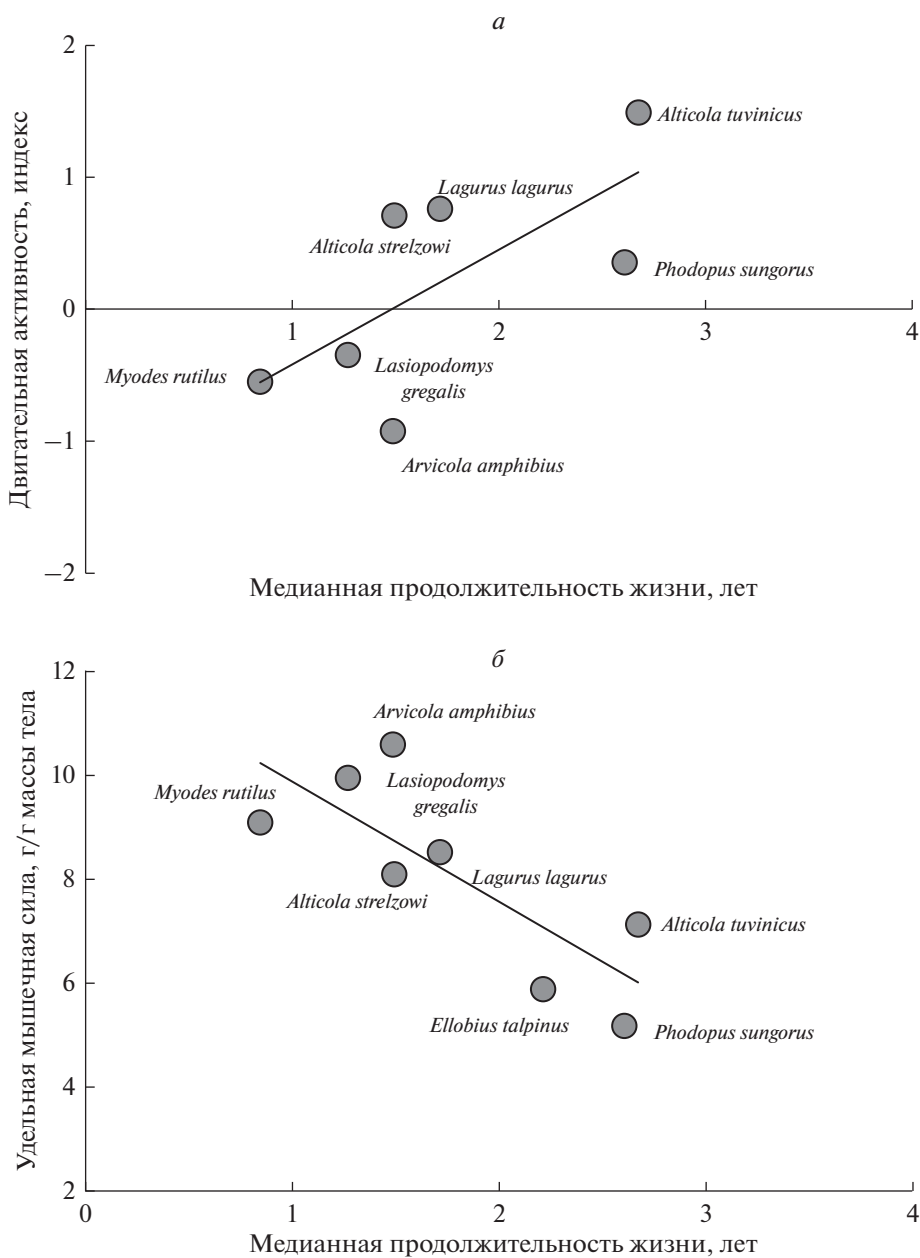 а
2
1
0
−1
−2
1
2
3
4
Двигательная активность, индекс
Alticola tuvinicus
Lagurus lagurus
Alticola strelzowi
Phodopus sungorus
Myodes rutilus
Lasiopodomys
gregalis
Arvicola amphibius
Медианная продолжительность жизни, лет
б
12
10
8
6
4
2
Удельная мышечная сила, г/г массы тела
Arvicola amphibius
Lasiopodomys
gregalis
Myodes rutilus
Lagurus lagurus
Alticola strelzowi
Alticola tuvinicus
Ellobius talpinus
Phodopus sungorus
0
1
2
3
4
Медианная продолжительность жизни, лет